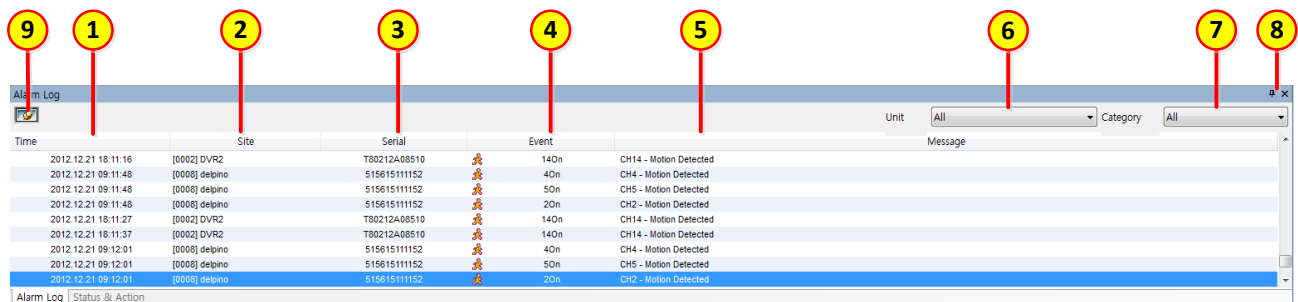 9 1 2 3 4 5 6 7 8
Alarm Log
Unit All Category All
Time Site Serial Event Message
2012.12.21 18:11:16 [0002] DVR2 T80212A08510 14On CH14 - Motion Detected
2012.12.21 09:11:48 [0008] delpino 515615111152 4On CH4 - Motion Detected
2012.12.21 09:11:48 [0008] delpino 515615111152 5On CH5 - Motion Detected
2012.12.21 09:11:48 [0008] delpino 515615111152 2On CH2 - Motion Detected
2012.12.21 18:11:27 [0002] DVR2 T80212A08510 14On CH14 - Motion Detected
2012.12.21 18:11:37 [0002] DVR2 T80212A08510 14On CH14 - Motion Detected
2012.12.21 09:12:01 [0008] delpino 515615111152 4On CH4 - Motion Detected
2012.12.21 09:12:01 [0008] delpino 515615111152 5On CH5 - Motion Detected
2012.12.21 09:12:01 [0008] delpino 515615111152 2On CH2 - Motion Detected
Alarm Log Status & Action